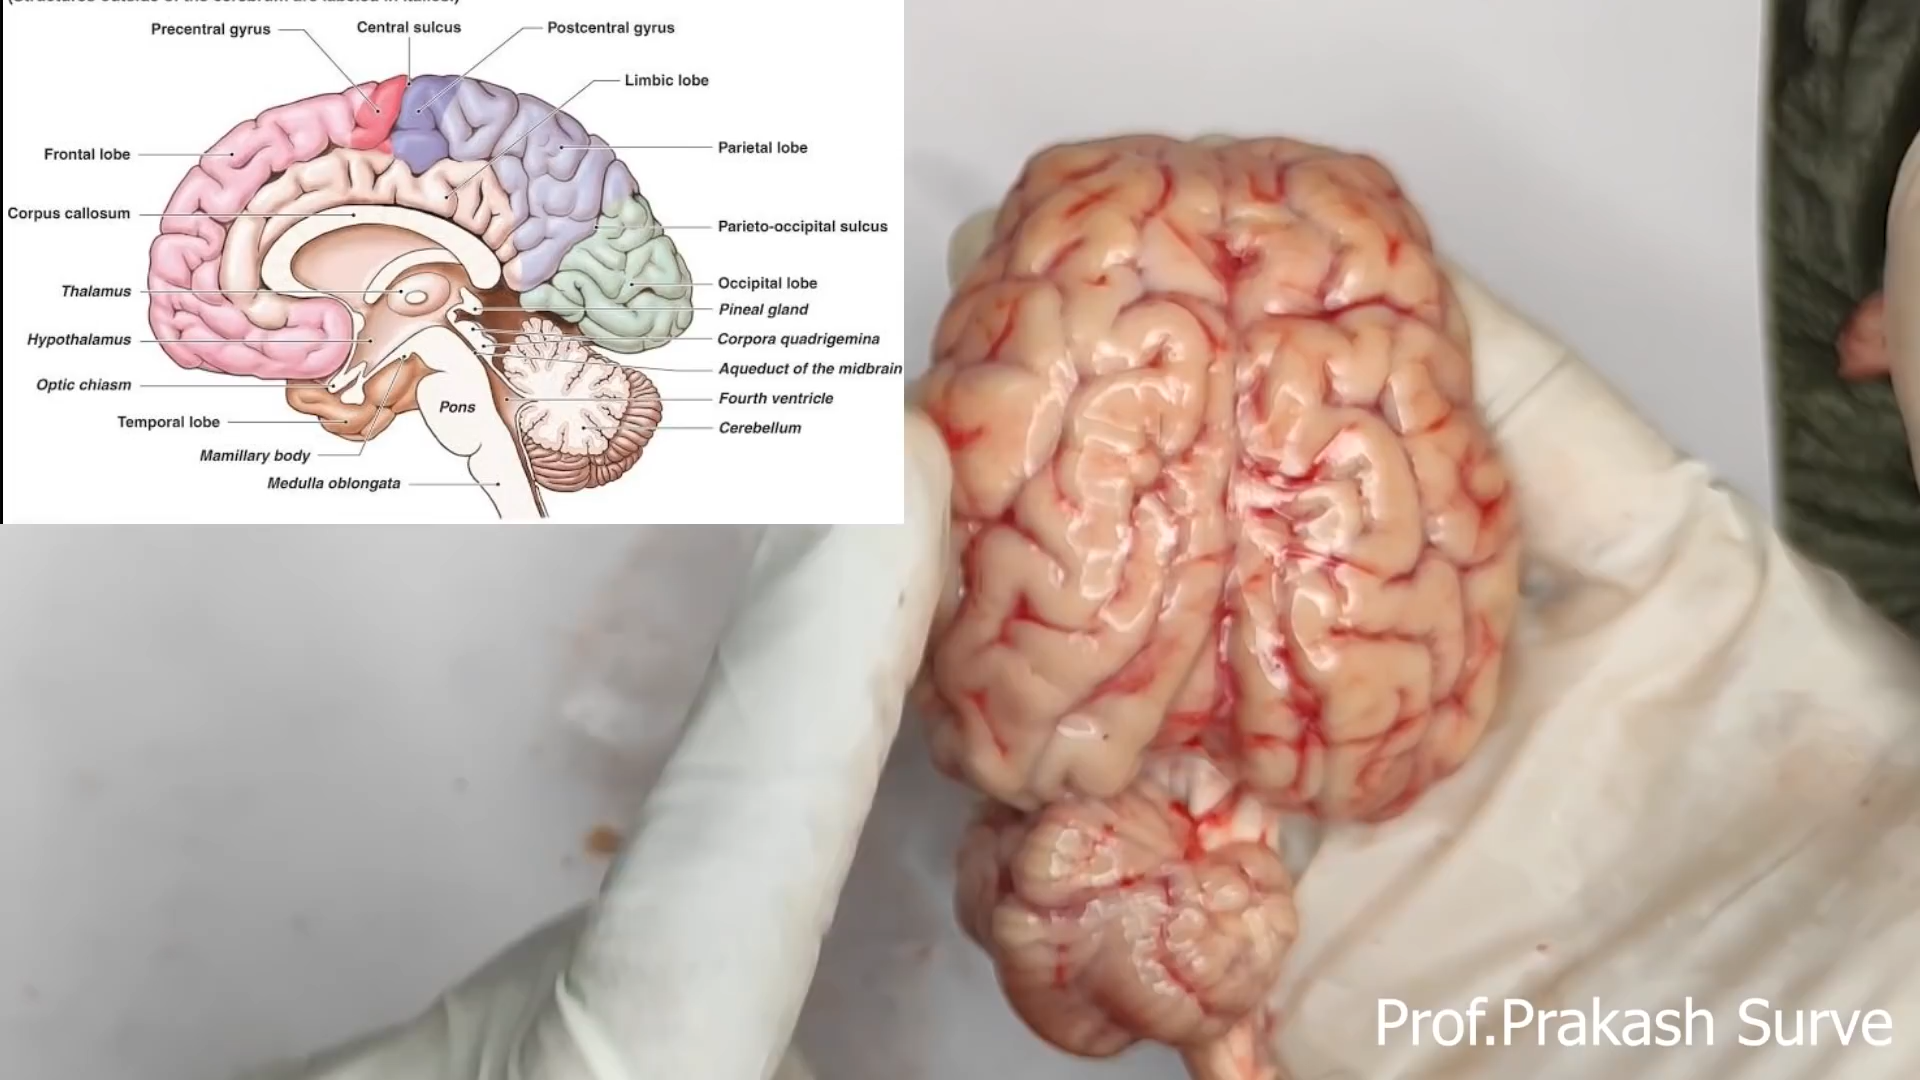 Precentral gyrus
Central sulcus
Postcentral gyrus
Limbic lobe
Frontal lobe
Parietal lobe
Corpus callosum
Parieto-occipital sulcus
Thalamus
Occipital lobe
Pineal gland
Hypothalamus
Corpora quadrigemina
Aqueduct of the midbrain
Optic chiasm
Fourth ventricle
Pons
Temporal lobe
Cerebellum
Mamillary body
Medulla oblongata
Prof.Prakash Surve